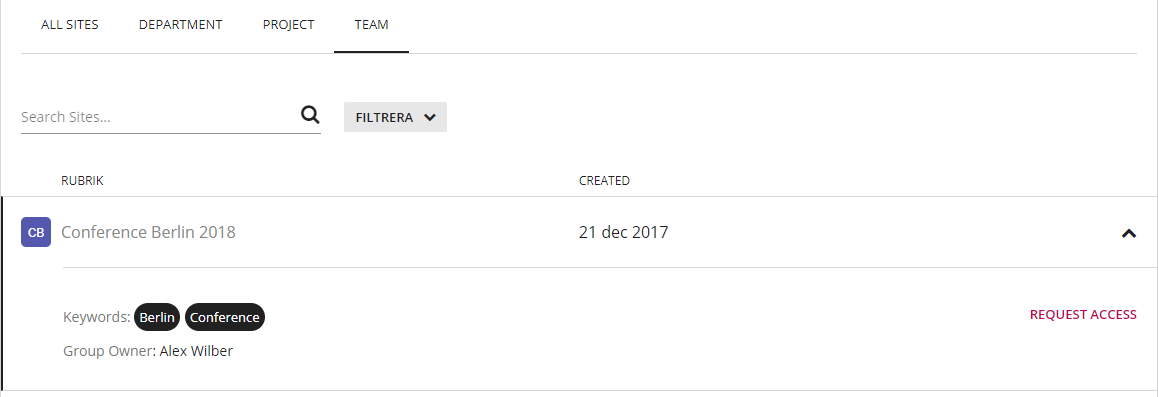 ALL SITES DEPARTMENT PROJECT TEAM
Search Sites... FILTRERA
RUBRIK CREATED
CB Conference Berlin 2018 21 dec 2017
Keywords: Berlin Conference REQUEST ACCESS
Group Owner: Alex Wilber